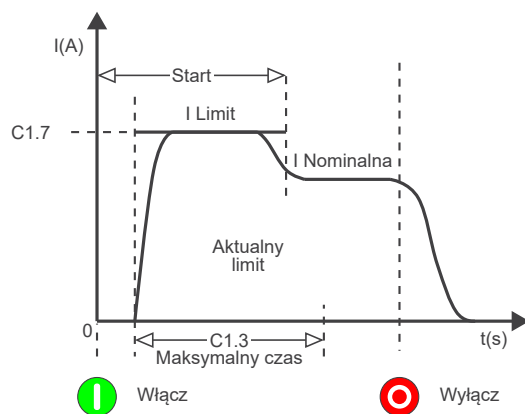 I(A)
Start
I Limit
C1.7
I Nominalna
Aktualny
limit
0
t(s)
C1.3
Maksymalny czas
Włącz
Wyłącz